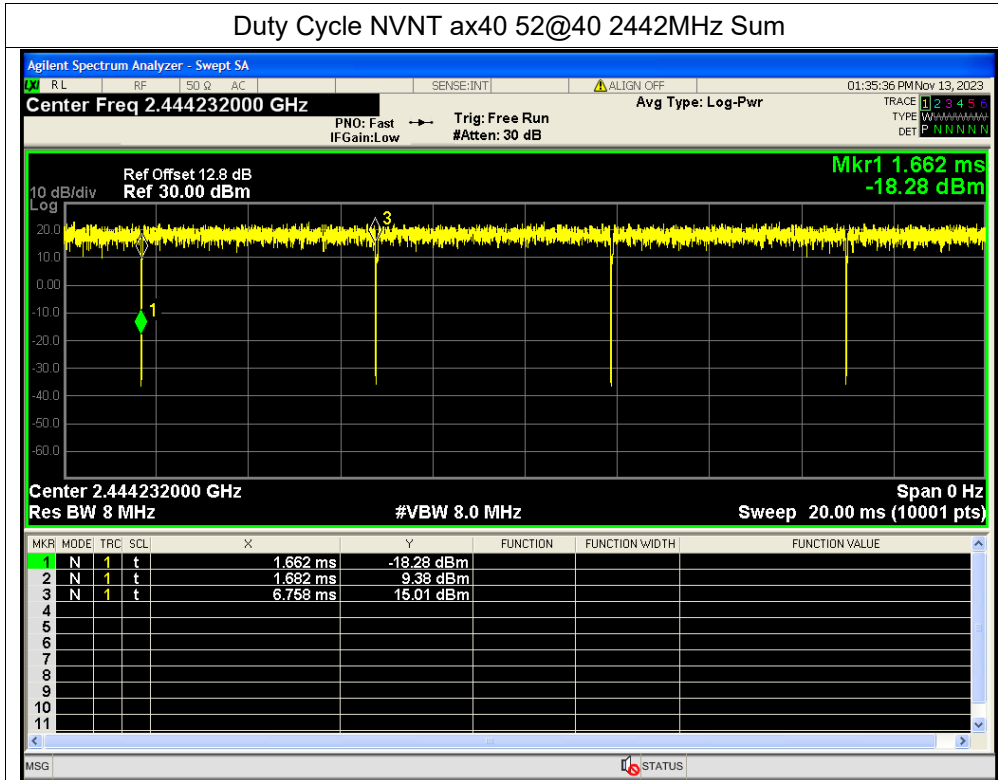 Duty Cycle NVNT ax40 52@40 2442MHz Sum
Agilent Spectrum Analyzer - Swept SA
LXI RL RF 50 Ω AC SENSE:INT ALIGN OFF 01:35:36 PM Nov 13, 2023
Center Freq 2.444232000 GHz Avg Type: Log-Pwr TRACE 1 2 3 4 5 6
PNO: Fast Trig: Free Run TYPE WWWWWW
IFGain:Low #Atten: 30 dB DET P N N N N N
Mkr1 1.662 ms
Ref Offset 12.8 dB
10 dB/div Ref 30.00 dBm -18.28 dBm
Log
3
20.0
10.0
0.00
1
-10.0
-20.0
-30.0
-40.0
-50.0
-60.0
Center 2.444232000 GHz Span 0 Hz
Res BW 8 MHz #VBW 8.0 MHz Sweep 20.00 ms (10001 pts)
MKR MODE TRC SCL X Y FUNCTION FUNCTION WIDTH FUNCTION VALUE
1 N 1 t 1.662 ms -18.28 dBm
2 N 1 t 1.682 ms 9.38 dBm
3 N 1 t 6.758 ms 15.01 dBm
4
5
6
7
8
9
10
11
MSG STATUS